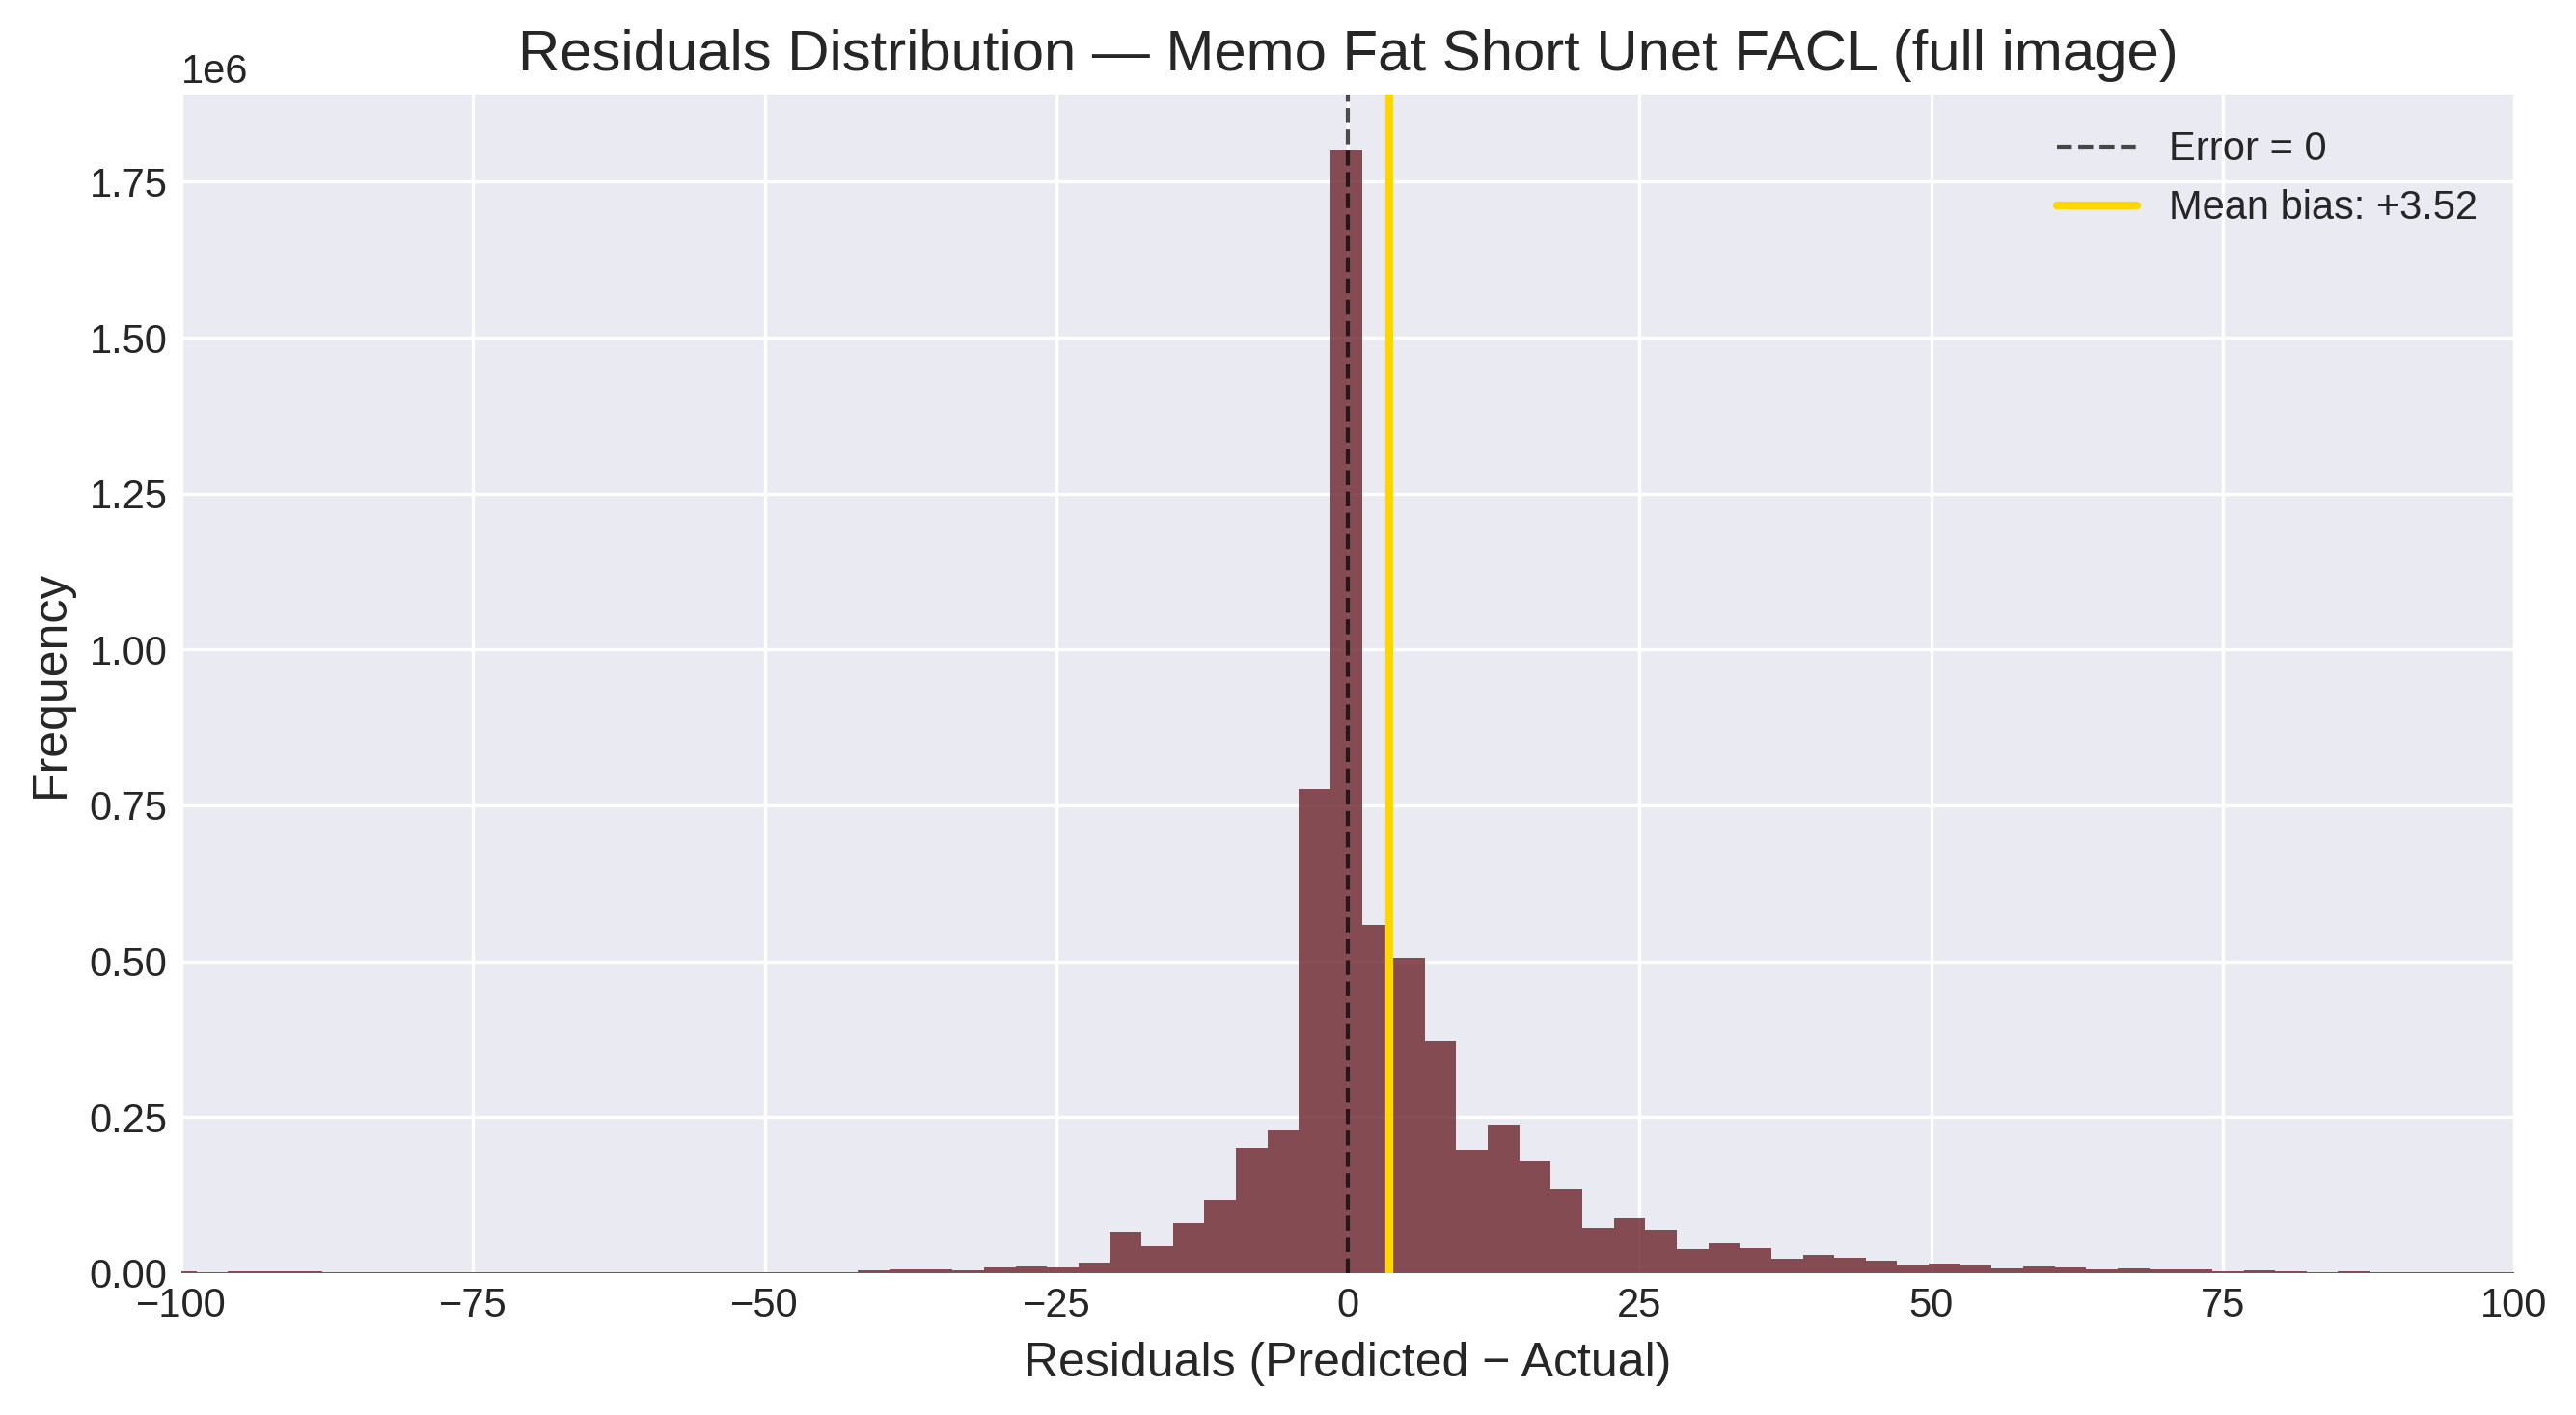 Residuals Distribution — Memo Fat Short Unet FACL (full image)
1e6
Error = 0
Mean bias: +3.52
1.75
1.50
1.25
1.00
0.75
0.50
0.25
0.00
Frequency
−100 −75 −50 −25 0 25 50 75 100
Residuals (Predicted − Actual)